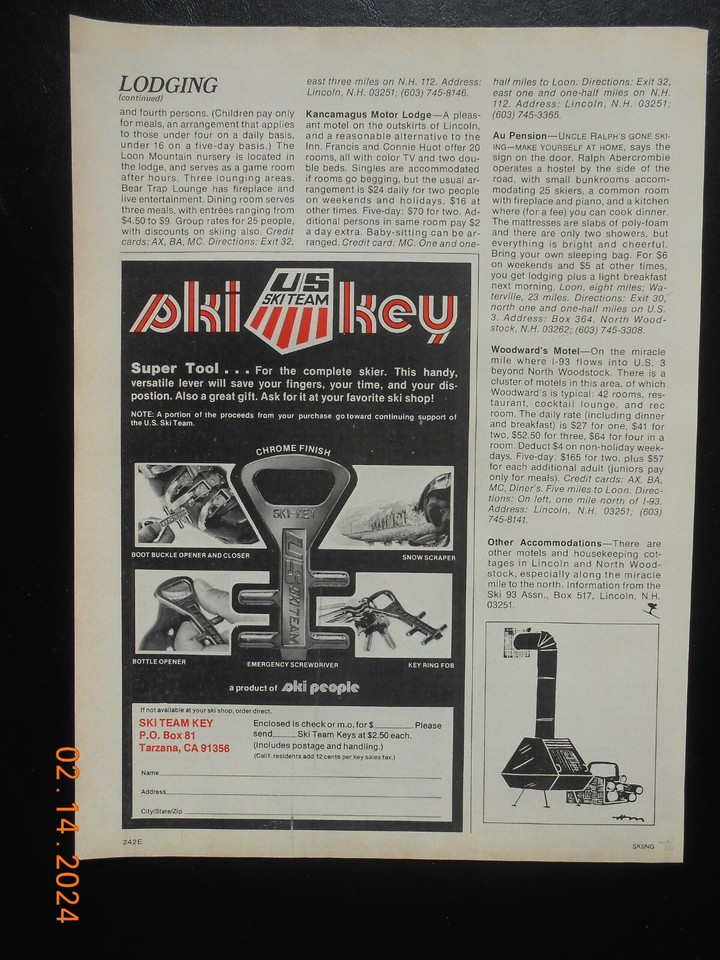 LODGING
(continued)
and fourth persons. (Children pay only
for meals, an arrangement that applies
to those under four on a daily basis,
under 16 on a five-day basis.) The
Loon Mountain nursery is located in
the lodge, and serves as a game room
after hours. Three lounging areas.
Bear Trap Lounge has fireplace and
live entertainment. Dining room serves
three meals, with entrées ranging from
$4.50 to $9. Group rates for 25 people,
with discounts on skiing also. Credit
cards: AX, BA, MC. Directions: Exit 32,
east three miles on N.H. 112. Address:
Lincoln, N.H. 03251; (603) 745-8146.
Kancamagus Motor Lodge—A pleas-
ant motel on the outskirts of Lincoln,
and a reasonable alternative to the
Inn. Francis and Connie Huot offer 20
rooms, all with color TV and two dou-
ble beds. Singles are accommodated
if rooms go begging, but the usual ar-
rangement is $24 daily for two people
on weekends and holidays, $16 at
other times. Five-day: $70 for two. Ad-
ditional persons in same room pay $2
a day extra. Baby-sitting can be ar-
ranged. Credit card: MC. One and one-
half miles to Loon. Directions: Exit 32,
east one and one-half miles on N.H.
112. Address: Lincoln, N.H. 03251;
(603) 745-3365.
Au Pension—UNCLE RALPH'S GONE SKI-
ING—MAKE YOURSELF AT HOME, says the
sign on the door. Ralph Abercrombie
operates a hostel by the side of the
road, with small bunkrooms accom-
modating 25 skiers, a common room
with fireplace and piano, and a kitchen
where (for a fee) you can cook dinner.
The mattresses are slabs of poly-foam
and there are only two showers, but
everything is bright and cheerful.
Bring your own sleeping bag. For $6
on weekends and $5 at other times,
you get lodging plus a light breakfast
next morning. Loon, eight miles; Wa-
terville, 23 miles. Directions: Exit 30,
north one and one-half miles on U.S.
3. Address: Box 364, North Wood-
stock, N.H. 03262; (603) 745-3308.
Woodward's Motel—On the miracle
mile where I-93 flows into U.S. 3
beyond North Woodstock. There is a
cluster of motels in this area, of which
Woodward's is typical: 42 rooms, res-
taurant, cocktail lounge, and rec
room. The daily rate (including dinner
and breakfast) is $27 for one, $41 for
two, $52.50 for three, $64 for four in a
room. Deduct $4 on non-holiday week-
days. Five-day: $165 for two, plus $57
for each additional adult (juniors pay
only for meals). Credit cards: AX, BA,
MC, Diner's. Five miles to Loon. Direc-
tions: On left, one mile north of I-93.
Address: Lincoln, N.H. 03251; (603)
745-8141.
Other Accommodations—There are
other motels and housekeeping cot-
tages in Lincoln and North Wood-
stock, especially along the miracle
mile to the north. Information from the
Ski 93 Assn., Box 517, Lincoln, N.H.
03251.
ski US SKI TEAM key
Super Tool . . . For the complete skier. This handy,
versatile lever will save your fingers, your time, and your dis-
postion. Also a great gift. Ask for it at your favorite ski shop!
NOTE: A portion of the proceeds from your purchase go toward continuing support of
the U.S. Ski Team.
CHROME FINISH
SKI-KEY
US SKI TEAM
BOOT BUCKLE OPENER AND CLOSER
SNOW SCRAPER
BOTTLE OPENER
EMERGENCY SCREWDRIVER
KEY RING FOB
a product of ski people
If not available at your ski shop, order direct.
SKI TEAM KEY
P.O. Box 81
Tarzana, CA 91356
Enclosed is check or m.o. for $________. Please
send_____ Ski Team Keys at $2.50 each.
(Includes postage and handling.)
(Calif. residents add 12 cents per key sales tax.)
Name
Address
City/State/Zip
242E
SKIING
02.14.2024